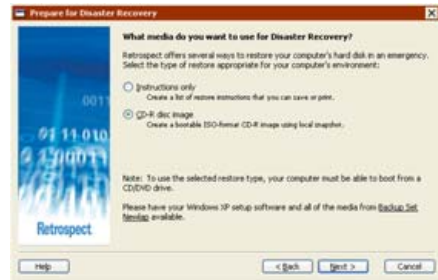 Prepare for Disaster Recovery
What media do you want to use for Disaster Recovery?
Retrospect offers several ways to restore your computer's hard disk in an emergency.
Select the type of restore appropriate for your computer's environment:
Instructions only
Create a list of restore instructions that you can save or print.
CD-R disc image
Create a bootable ISO-format CD-R image using local snapshot.
Note: To use the selected restore type, your computer must be able to boot from a
CD/DVD drive.
Please have your Windows XP setup software and all of the media from Backup Set
available.
Retrospect
Help
< Back
Next >
Cancel